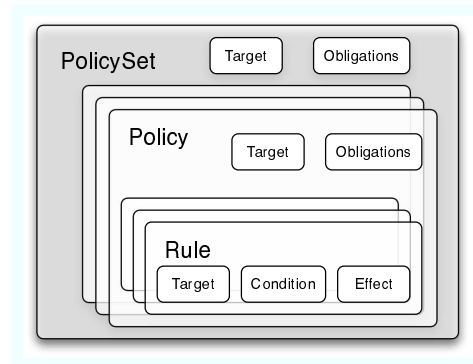 PolicySet
Target
Obligations
Policy
Target
Obligations
Rule
Target
Condition
Effect